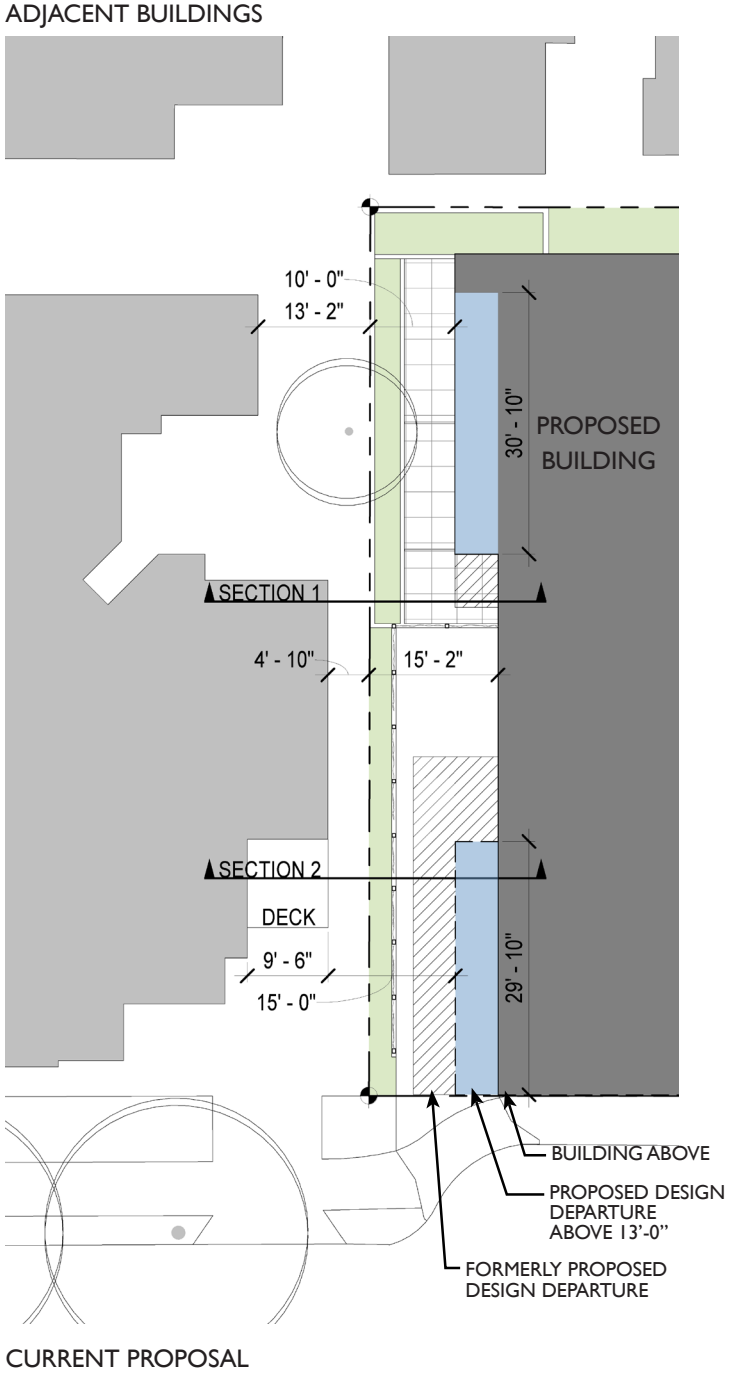 ADJACENT BUILDINGS
10' - 0"
13' - 2"
30' - 10"
PROPOSED
BUILDING
SECTION 1
4' - 10"
15' - 2"
SECTION 2
DECK
9' - 6"
15' - 0"
29' - 10"
BUILDING ABOVE
PROPOSED DESIGN
DEPARTURE
ABOVE 13'-0”
FORMERLY PROPOSED
DESIGN DEPARTURE
CURRENT PROPOSAL